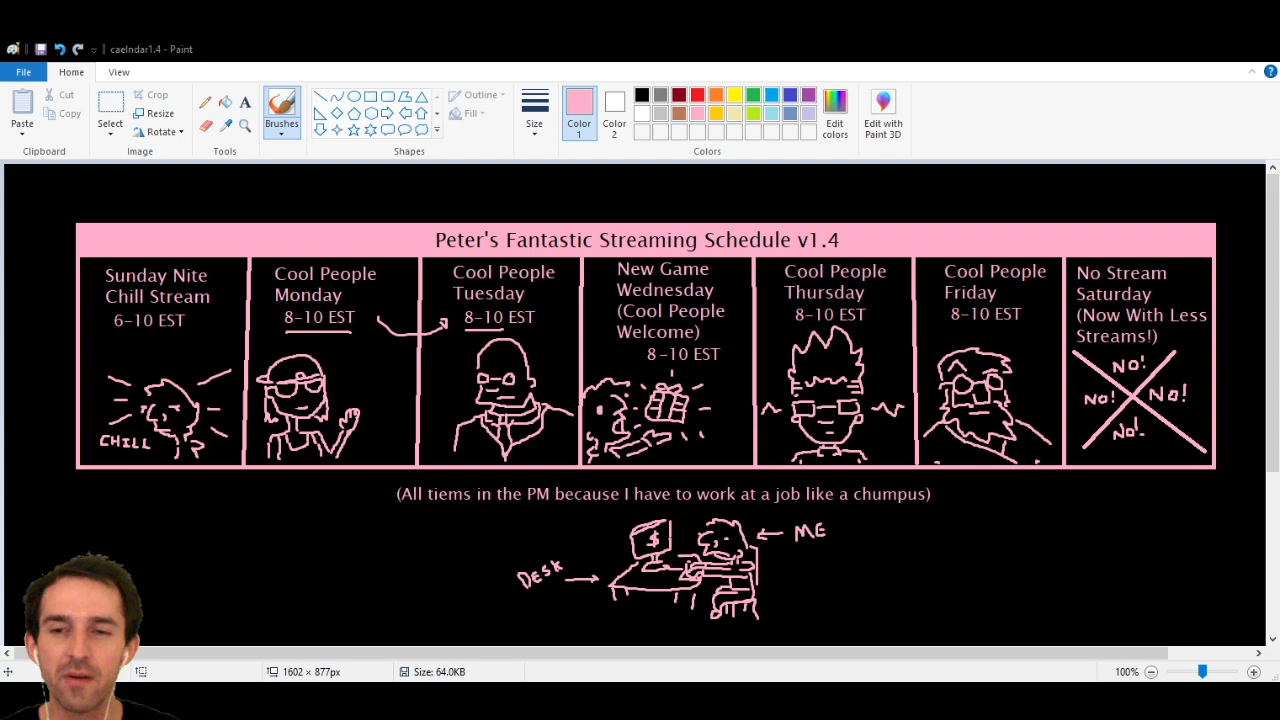 caelndar1.4 - Paint
File
Home
View
Paste
Cut
Copy
Clipboard
Select
Crop
Resize
Rotate
Image
A
Tools
Brushes
Outline
Fill
Shapes
Size
Color
1
Color
2
Edit
colors
Colors
Edit with
Paint 3D
?
Peter's Fantastic Streaming Schedule v1.4
Sunday Nite
Chill Stream
6-10 EST
CHILL
Cool People
Monday
8-10 EST
Cool People
Tuesday
8-10 EST
New Game
Wednesday
(Cool People
Welcome)
8-10 EST
Cool People
Thursday
8-10 EST
Cool People
Friday
8-10 EST
No Stream
Saturday
(Now With Less
Streams!)
NO!
NO!
NO!
NO!
(All tiems in the PM because I have to work at a job like a chumpus)
$
ME
DESK
1602 × 877px
Size: 64.0KB
100%